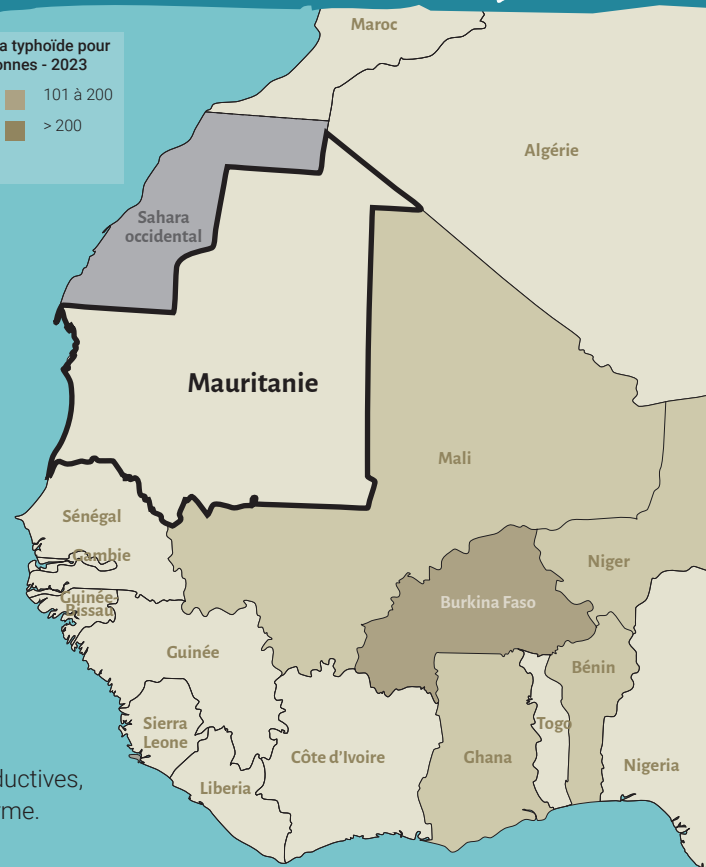 a typhoïde pour
onnes - 2023
101 à 200
> 200
Maroc
Algérie
Sahara
occidental
Mauritanie
Mali
Sénégal
Gambie
Guinée-
Bissau
Niger
Burkina Faso
Guinée
Bénin
Sierra
Leone
Togo
Côte d'Ivoire
Ghana
Nigeria
Liberia
ductives,
rme.